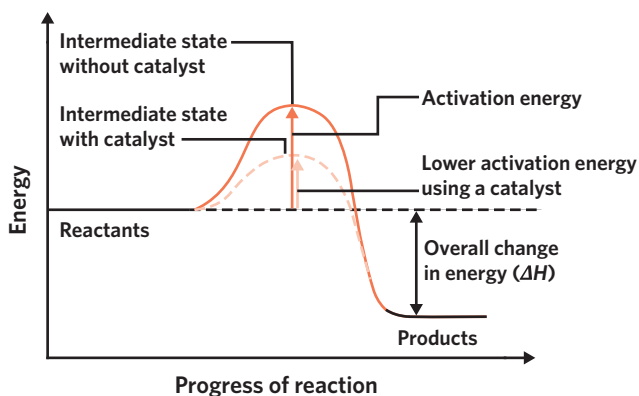 Intermediate state
without catalyst
Intermediate state
with catalyst
Activation energy
Lower activation energy
using a catalyst
Energy
Reactants
Overall change
in energy (ΔH)
Products
Progress of reaction